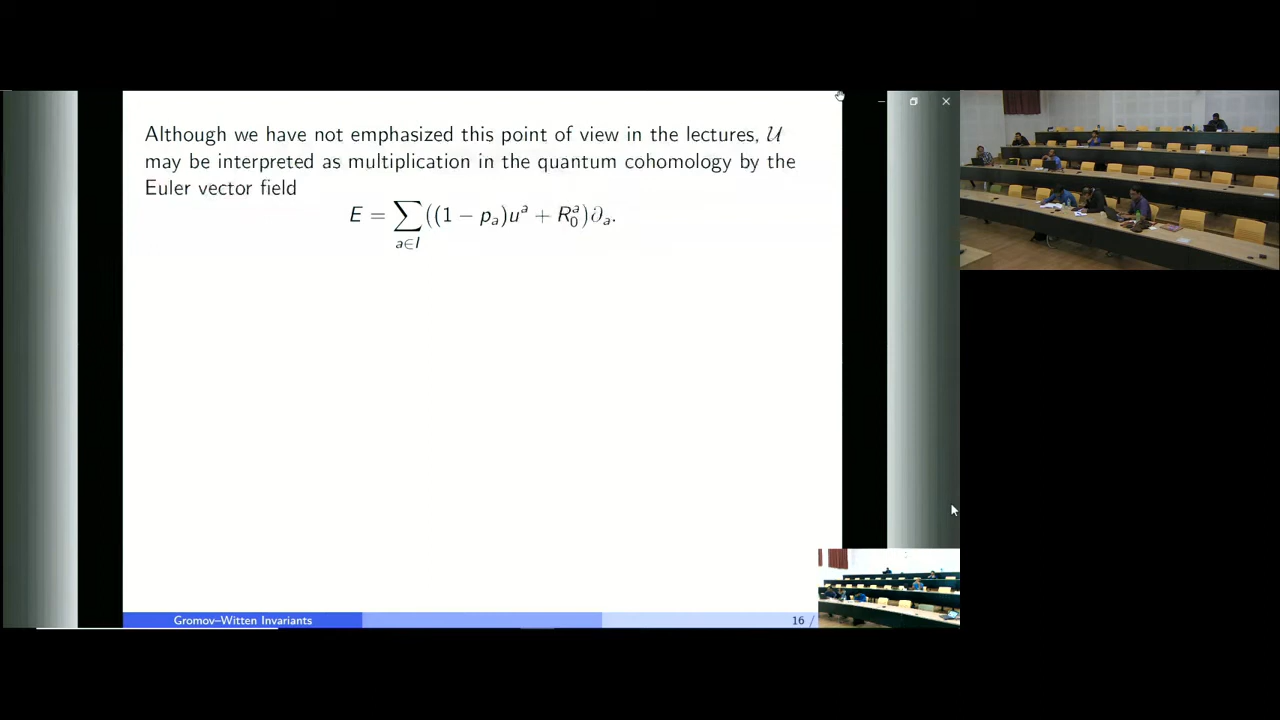 Although we have not emphasized this point of view in the lectures, 𝒰
may be interpreted as multiplication in the quantum cohomology by the
Euler vector field
E = ∑_{a∈I} ((1 − p_a)u^a + R_0^a)∂_a.
Gromov–Witten Invariants
16 /